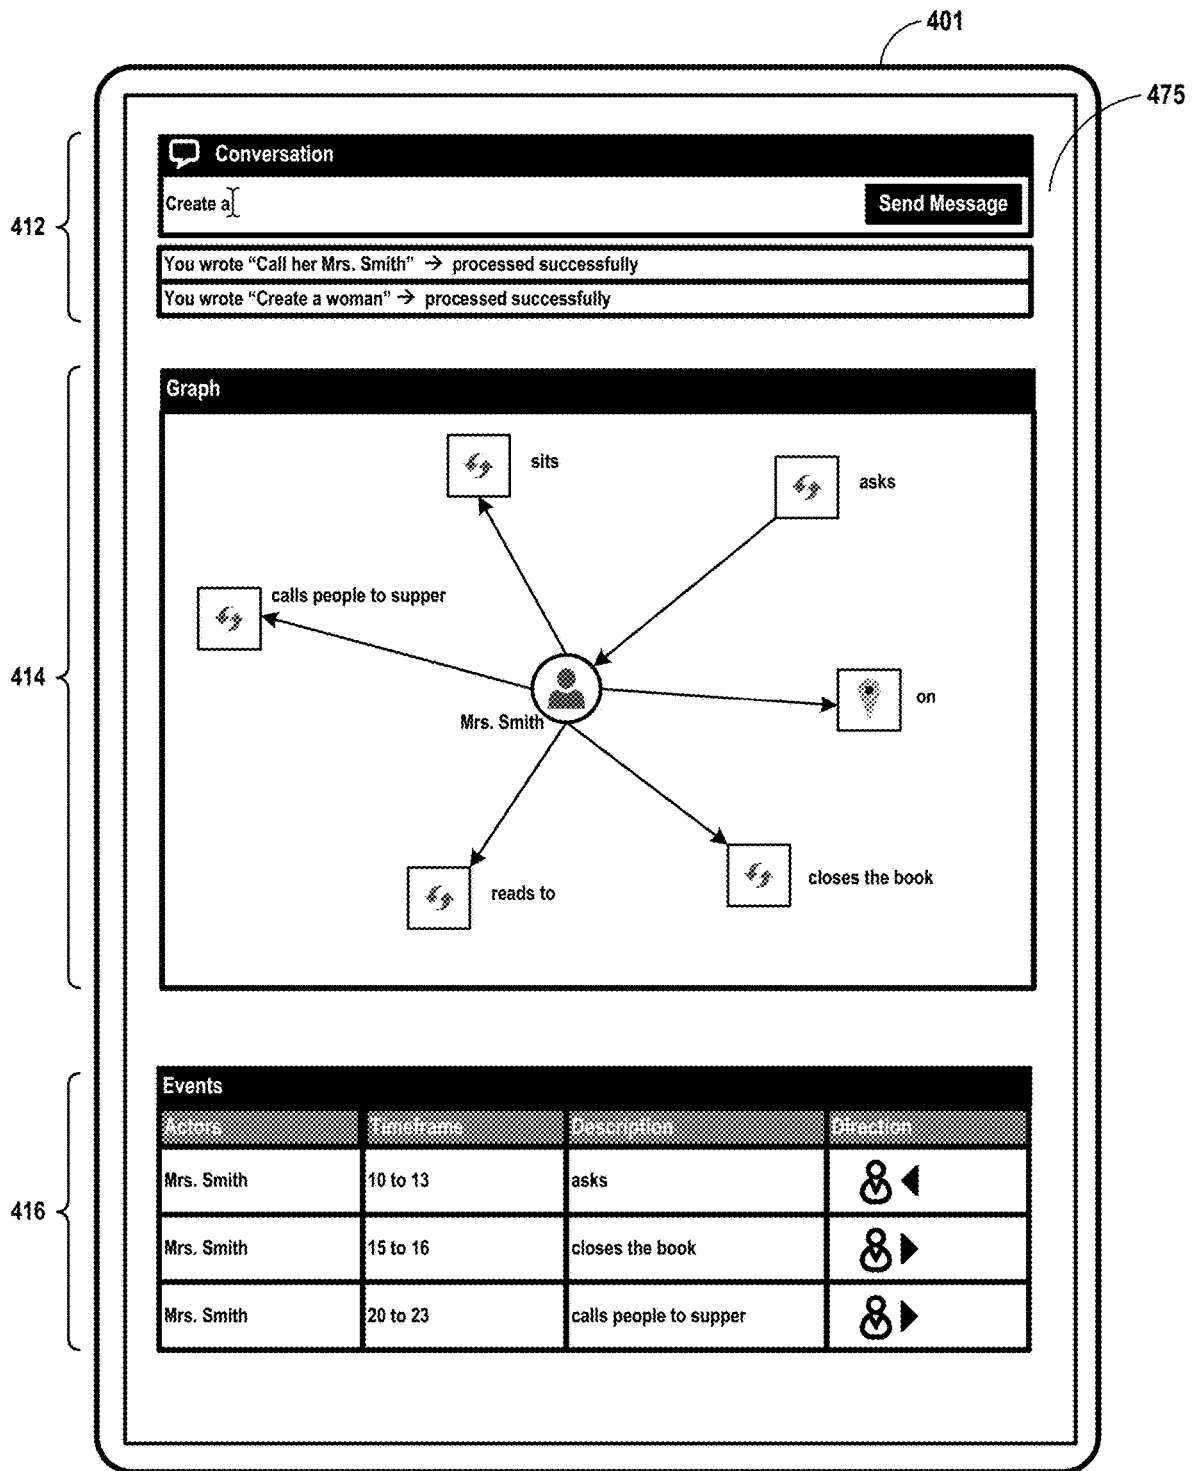 401
475
Conversation
Create a
Send Message
412
You wrote “Call her Mrs. Smith” → processed successfully
You wrote “Create a woman” → processed successfully
Graph
sits
asks
calls people to supper
414
on
Mrs. Smith
closes the book
reads to
Events
Actors Timeframe Description Direction
Mrs. Smith 10 to 13 asks
416
Mrs. Smith 15 to 16 closes the book
Mrs. Smith 20 to 23 calls people to supper